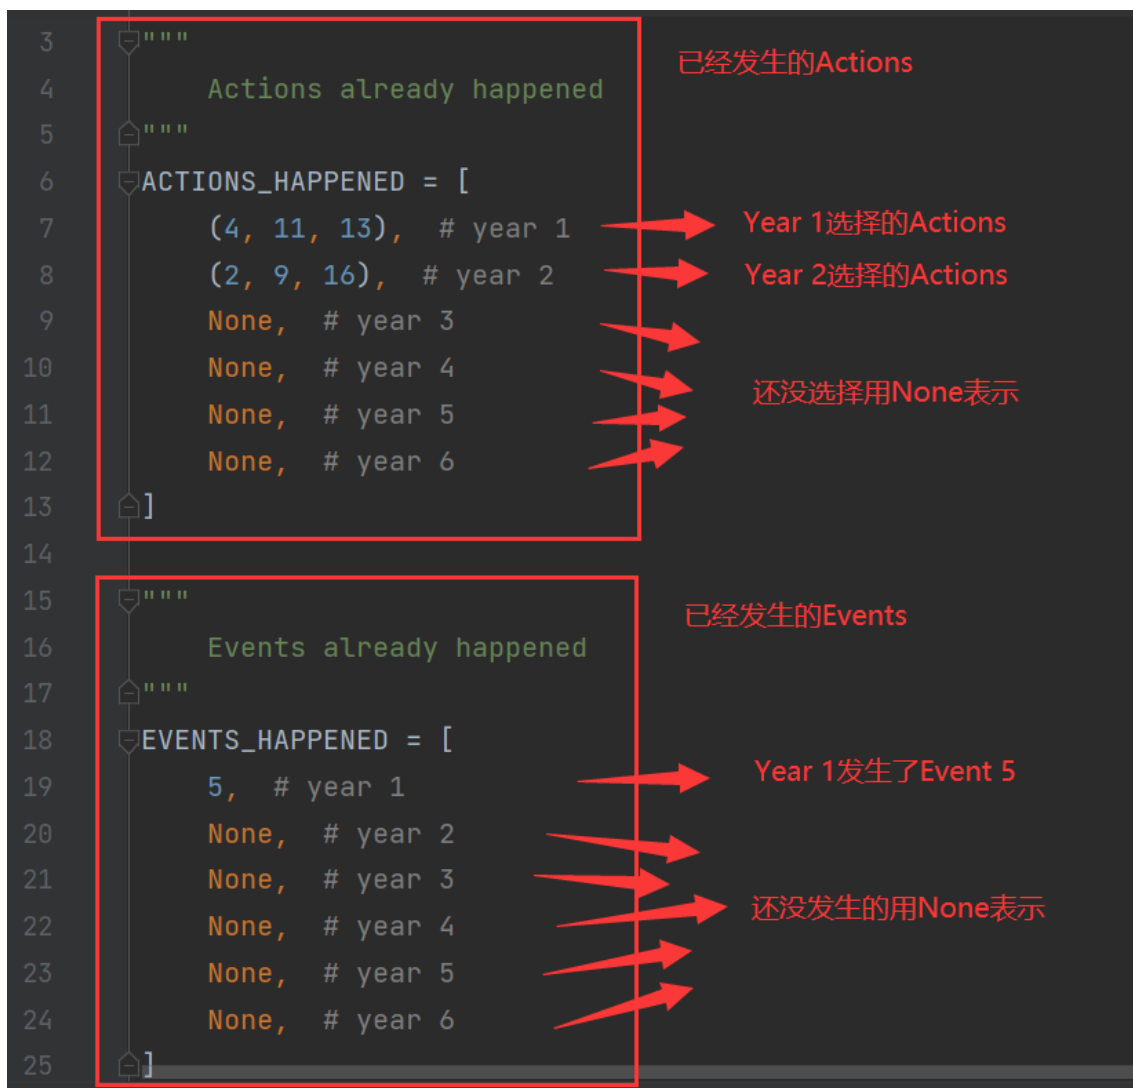 3 """
已经发生的Actions
4 Actions already happened
5 """
6 ACTIONS_HAPPENED = [
7 (4, 11, 13), # year 1 Year 1选择的Actions
8 (2, 9, 16), # year 2 Year 2选择的Actions
9 None, # year 3
10 None, # year 4
还没选择用None表示
11 None, # year 5
12 None, # year 6
13 ]
14
15 """
已经发生的Events
16 Events already happened
17 """
18 EVENTS_HAPPENED = [
19 5, # year 1 Year 1发生了Event 5
20 None, # year 2
21 None, # year 3
22 None, # year 4 还没发生的用None表示
23 None, # year 5
24 None, # year 6
25 ]